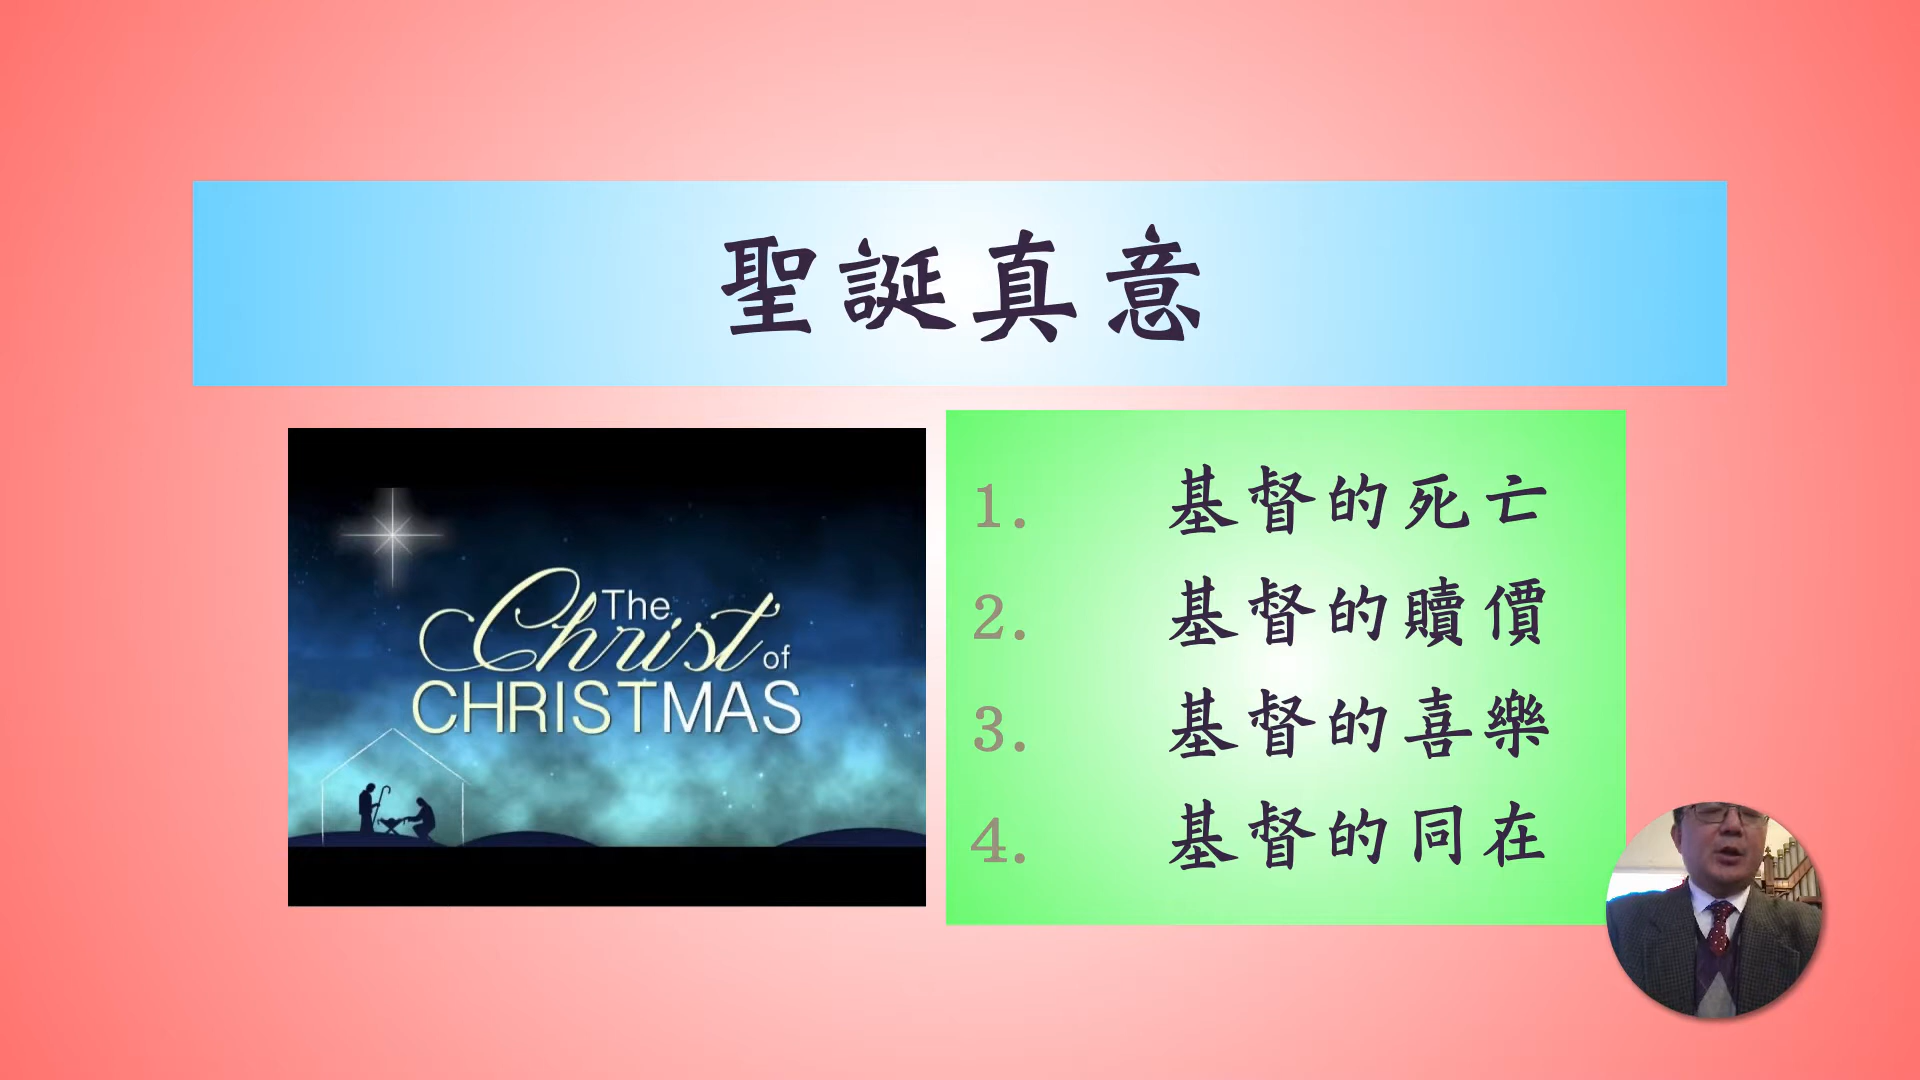 聖誕真意
The
Christ of
CHRISTMAS
1. 基督的死亡
2. 基督的贖價
3. 基督的喜樂
4. 基督的同在